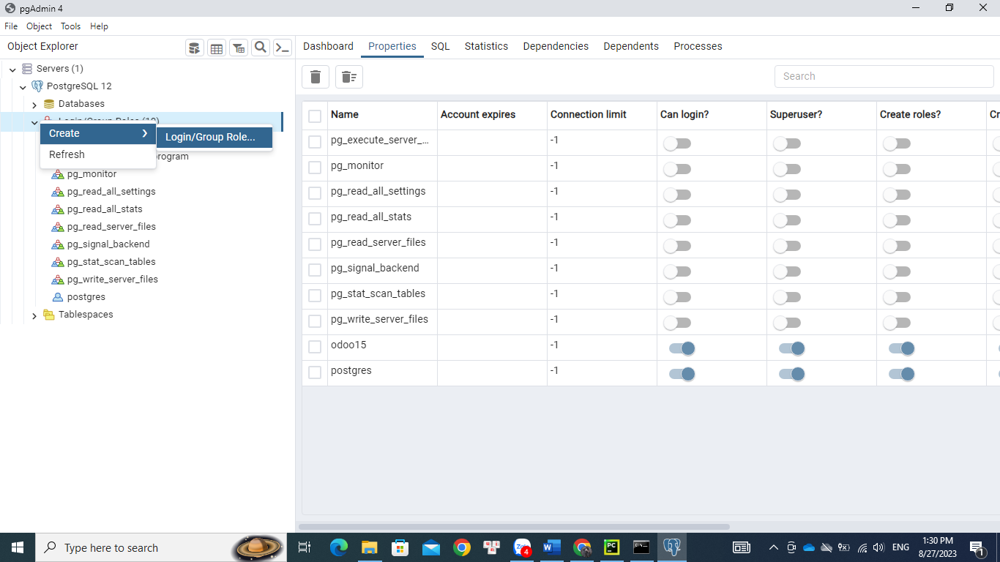 pgAdmin 4
File Object Tools Help
Object Explorer
Dashboard Properties SQL Statistics Dependencies Dependents Processes
Search
Servers (1)
PostgreSQL 12
Databases
Login/Group Roles (10)
Create
Login/Group Role...
Refresh
program
pg_monitor
pg_read_all_settings
pg_read_all_stats
pg_read_server_files
pg_signal_backend
pg_stat_scan_tables
pg_write_server_files
postgres
Tablespaces
Name Account expires Connection limit Can login? Superuser? Create roles? Cr
pg_execute_server_... -1
pg_monitor -1
pg_read_all_settings -1
pg_read_all_stats -1
pg_read_server_files -1
pg_signal_backend -1
pg_stat_scan_tables -1
pg_write_server_files -1
odoo15 -1
postgres -1
Type here to search
4
PC
ENG
1:30 PM
8/27/2023
1